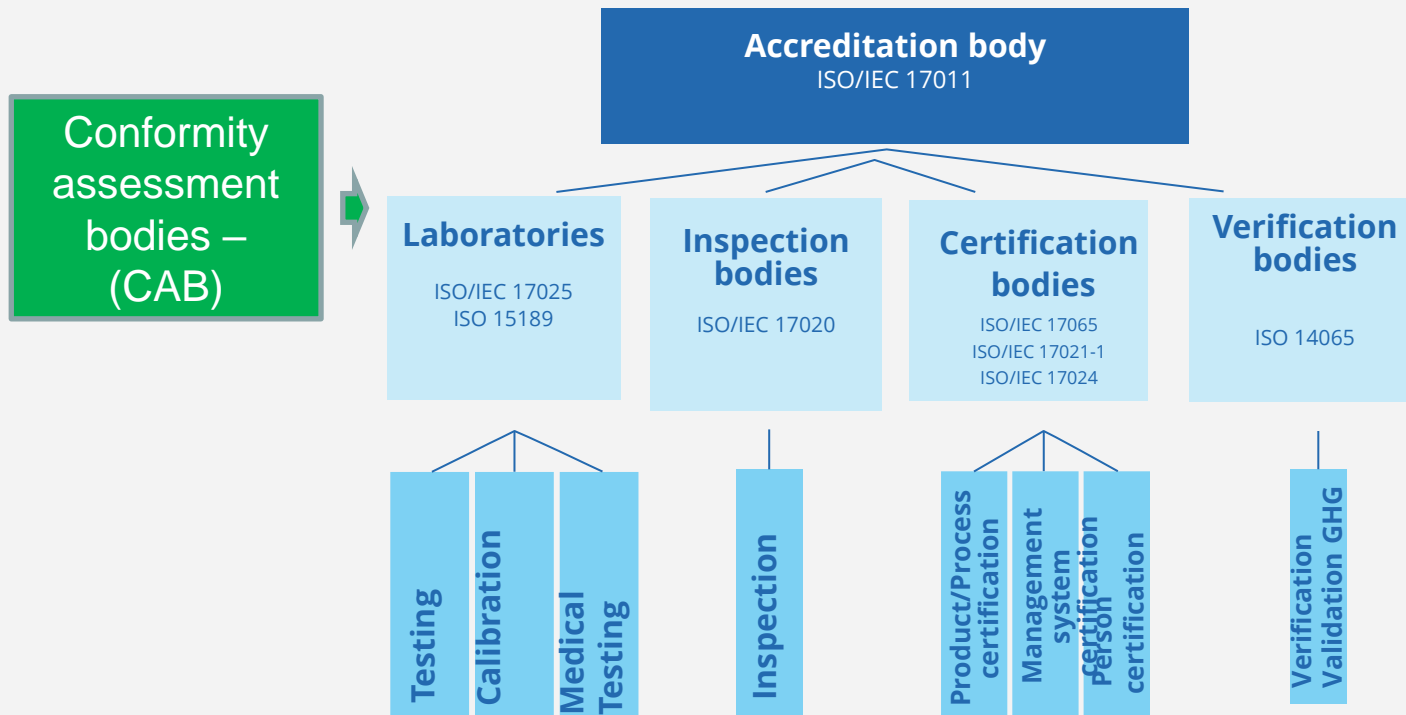 Accreditation body
ISO/IEC 17011
Conformity
assessment
bodies –
(CAB)
Laboratories
ISO/IEC 17025
ISO 15189
Inspection
bodies
ISO/IEC 17020
Certification
bodies
ISO/IEC 17065
ISO/IEC 17021-1
ISO/IEC 17024
Verification
bodies
ISO 14065
Testing
Calibration
Medical
Testing
Inspection
Product/Process
certification
Management
system
certification
Person
certification
Verification
Validation GHG